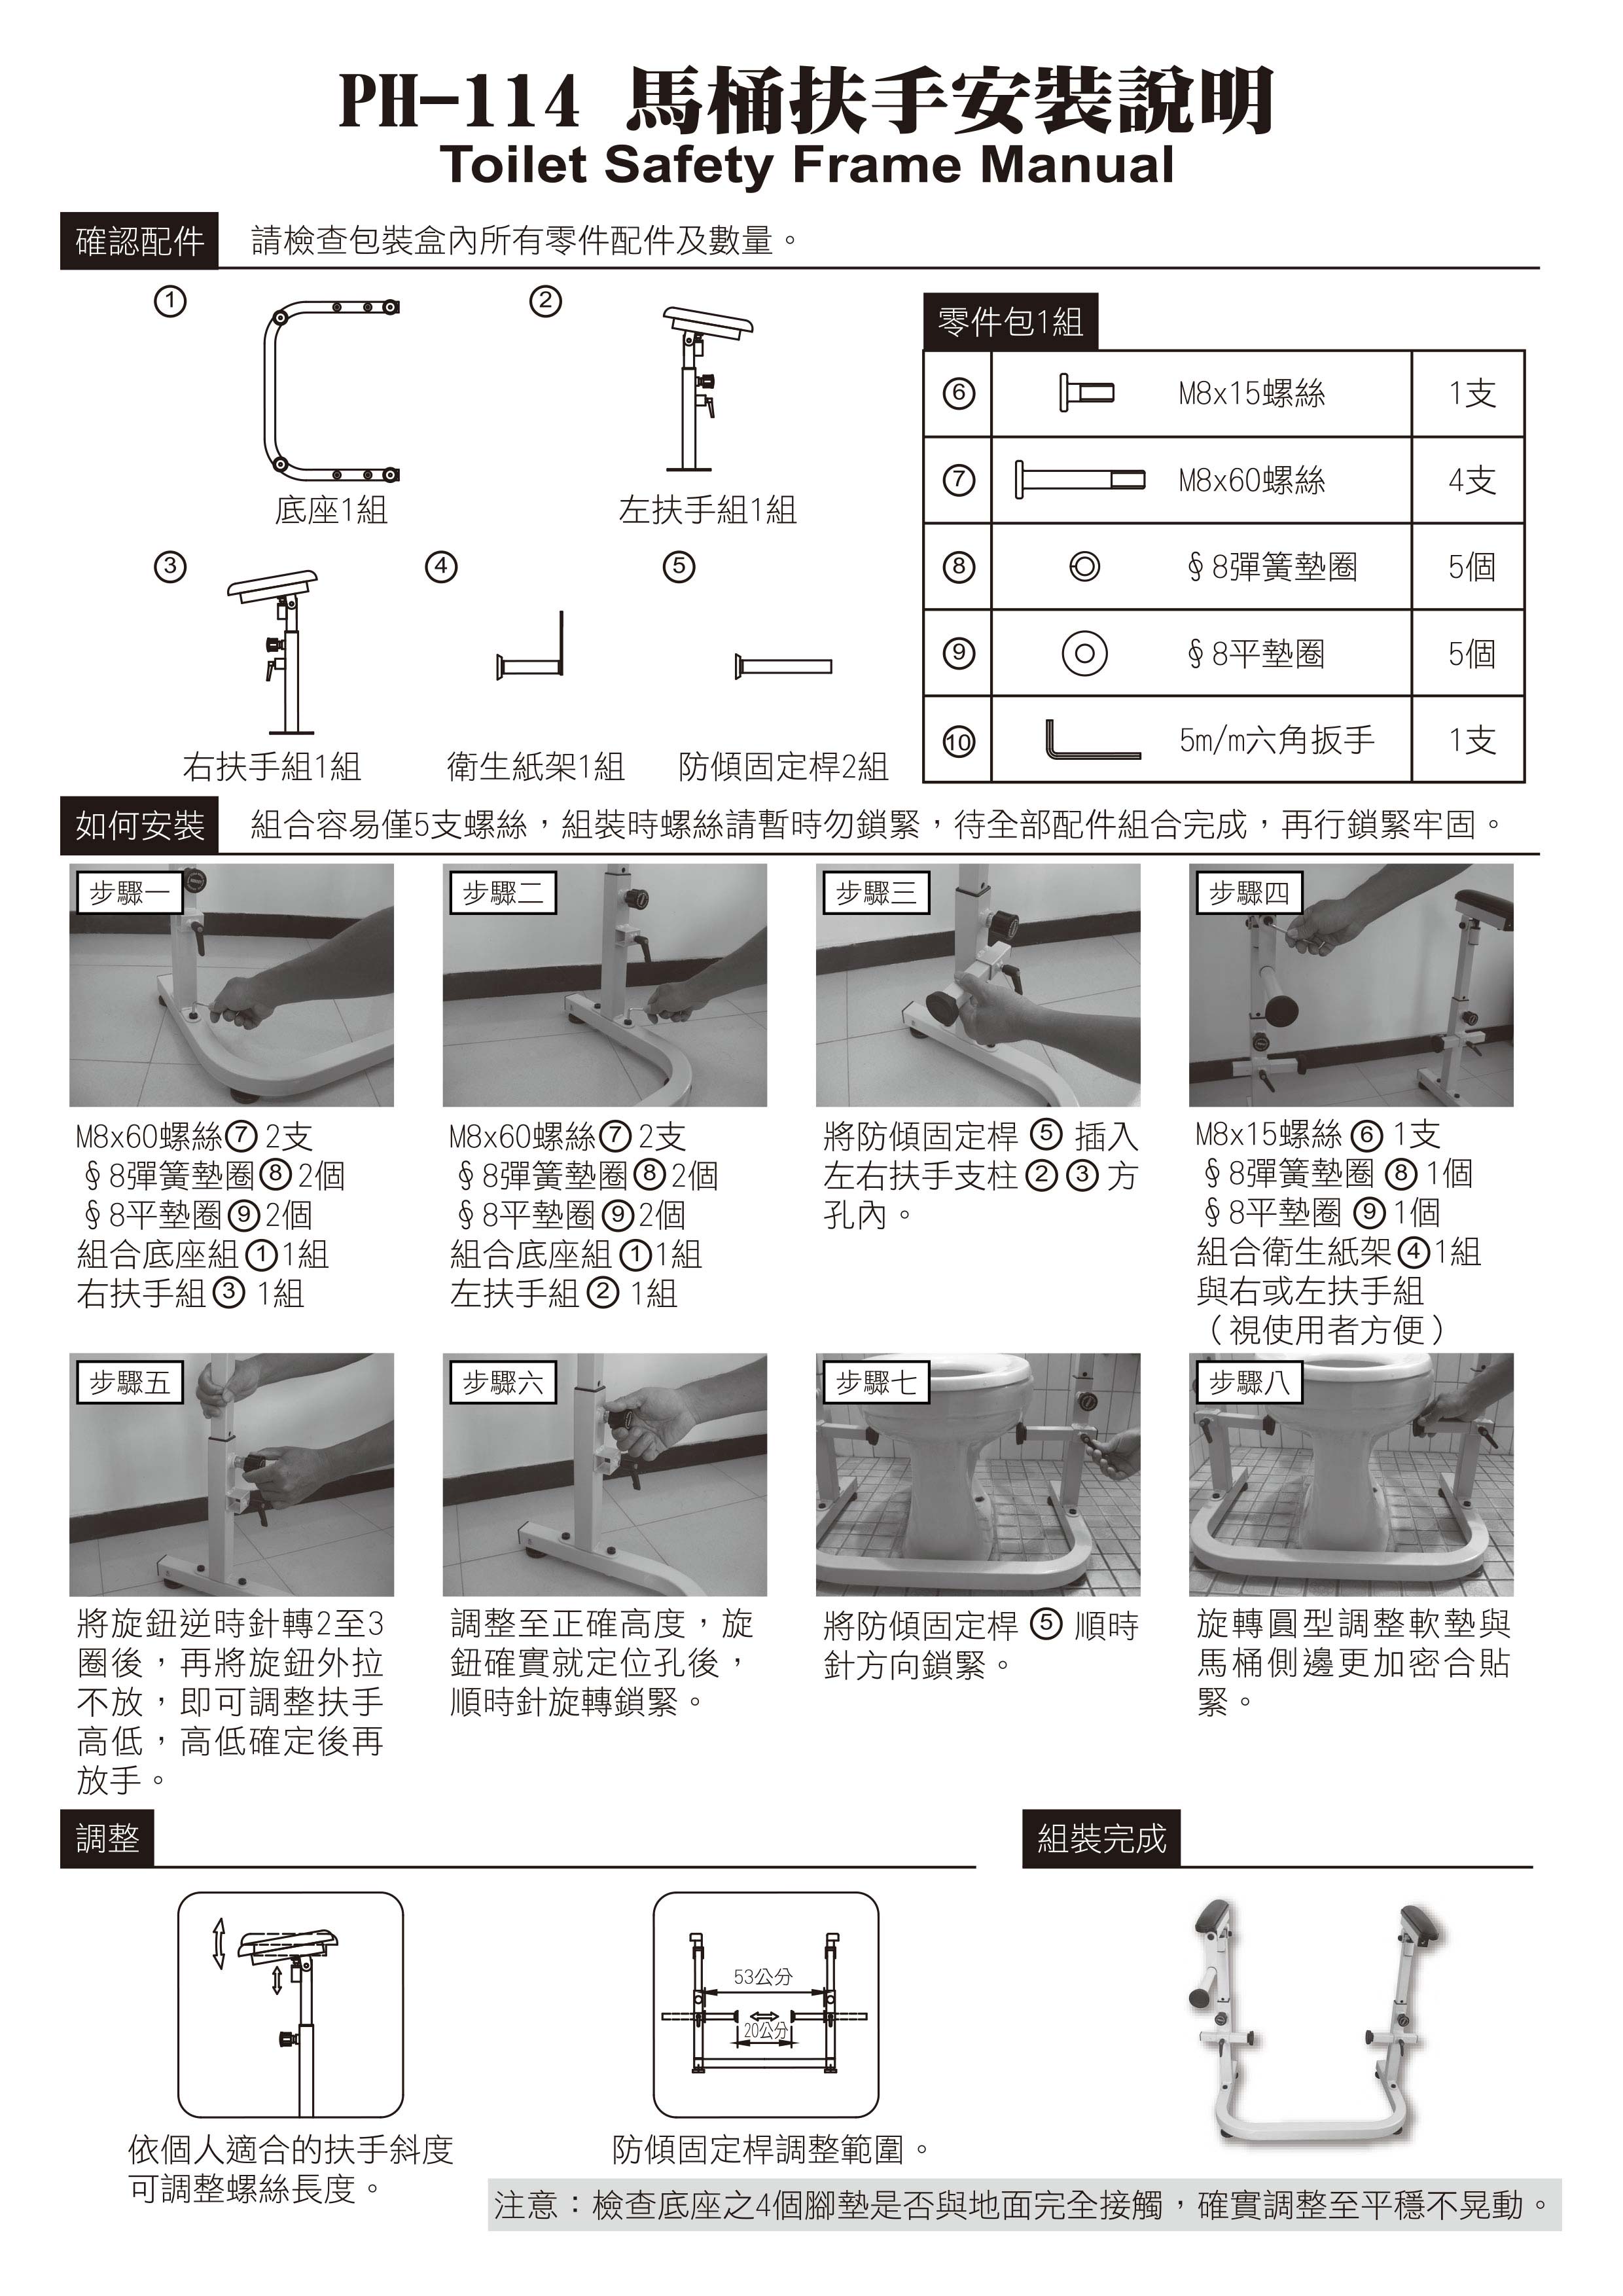 PH-114 馬桶扶手安裝說明
Toilet Safety Frame Manual
確認配件
請檢查包裝盒內所有零件配件及數量。
①
底座1組
②
左扶手組1組
③
右扶手組1組
④
衛生紙架1組
⑤
防傾固定桿2組
零件包1組
⑥ M8x15螺絲 1支
⑦ M8x60螺絲 4支
⑧ ∮8彈簧墊圈 5個
⑨ ∮8平墊圈 5個
⑩ 5m/m六角扳手 1支
如何安裝
組合容易僅5支螺絲，組裝時螺絲請暫時勿鎖緊，待全部配件組合完成，再行鎖緊牢固。
步驟一
M8x60螺絲⑦ 2支
∮8彈簧墊圈⑧ 2個
∮8平墊圈⑨ 2個
組合底座組①1組
右扶手組③ 1組
步驟二
M8x60螺絲⑦ 2支
∮8彈簧墊圈⑧ 2個
∮8平墊圈⑨ 2個
組合底座組①1組
左扶手組② 1組
步驟三
將防傾固定桿 ⑤ 插入
左右扶手支柱②③方
孔內。
步驟四
M8x15螺絲 ⑥ 1支
∮8彈簧墊圈 ⑧ 1個
∮8平墊圈 ⑨ 1個
組合衛生紙架④1組
與右或左扶手組
（視使用者方便）
步驟五
將旋鈕逆時針轉2至3
圈後，再將旋鈕外拉
不放，即可調整扶手
高低，高低確定後再
放手。
步驟六
調整至正確高度，旋
鈕確實就定位孔後，
順時針旋轉鎖緊。
步驟七
將防傾固定桿 ⑤ 順時
針方向鎖緊。
步驟八
旋轉圓型調整軟墊與
馬桶側邊更加密合貼
緊。
調整
依個人適合的扶手斜度
可調整螺絲長度。
53公分
20公分
防傾固定桿調整範圍。
組裝完成
注意：檢查底座之4個腳墊是否與地面完全接觸，確實調整至平穩不晃動。